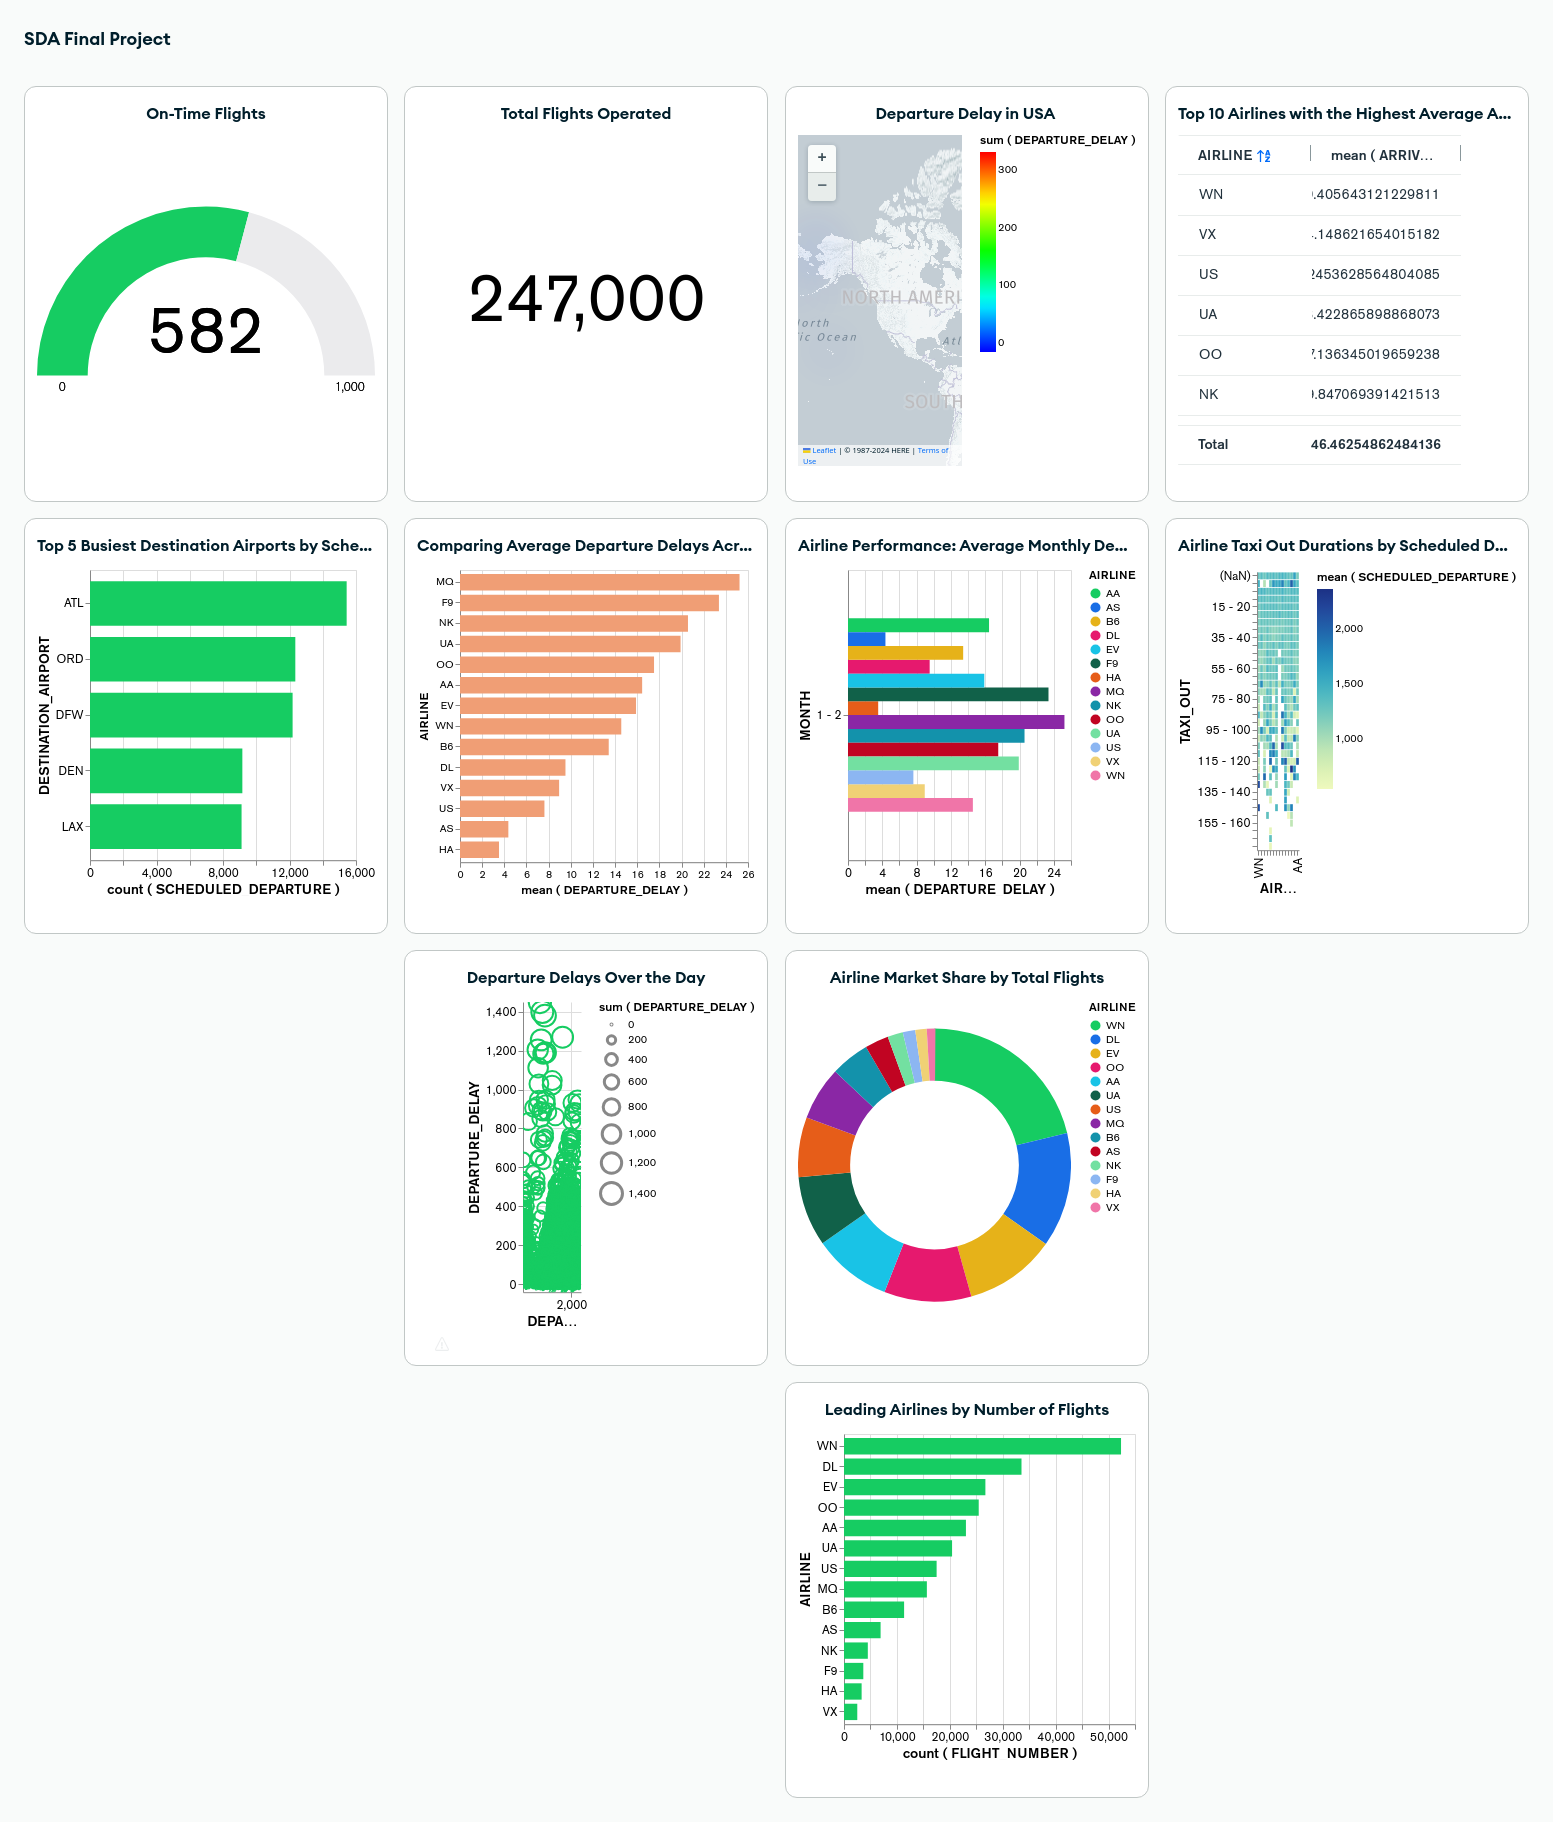 SDA Final Project
On-Time Flights
582
0
1,000
Total Flights Operated
247,000
Departure Delay in USA
+
−
NORTH AMERI
orth
ic Ocean
Atl
SOUTH
Leaflet | © 1987-2024 HERE | Terms of
Use
sum ( DEPARTURE_DELAY )
300
200
100
0
Top 10 Airlines with the Highest Average A...
AIRLINE mean ( ARRIV...
WN .405643121229811
VX .148621654015182
US 2453628564804085
UA .422865898868073
OO 7.136345019659238
NK .847069391421513
Total 46.46254862484136
Top 5 Busiest Destination Airports by Sche...
DESTINATION_AIRPORT
ATL
ORD
DFW
DEN
LAX
0 4,000 8,000 12,000 16,000
count ( SCHEDULED DEPARTURE )
Comparing Average Departure Delays Acr...
AIRLINE
MQ
F9
NK
UA
OO
AA
EV
WN
B6
DL
VX
US
AS
HA
0 2 4 6 8 10 12 14 16 18 20 22 24 26
mean ( DEPARTURE_DELAY )
Airline Performance: Average Monthly De...
MONTH
1 - 2
0 4 8 12 16 20 24
mean ( DEPARTURE DELAY )
AIRLINE
AA
AS
B6
DL
EV
F9
HA
MQ
NK
OO
UA
US
VX
WN
Airline Taxi Out Durations by Scheduled D...
TAXI_OUT
(NaN)
15 - 20
35 - 40
55 - 60
75 - 80
95 - 100
115 - 120
135 - 140
155 - 160
WN
AA
AIR...
mean ( SCHEDULED_DEPARTURE )
2,000
1,500
1,000
Departure Delays Over the Day
DEPARTURE_DELAY
1,400
1,200
1,000
800
600
400
200
0
2,000
DEPA...
sum ( DEPARTURE_DELAY )
0
200
400
600
800
1,000
1,200
1,400
Airline Market Share by Total Flights
AIRLINE
WN
DL
EV
OO
AA
UA
US
MQ
B6
AS
NK
F9
HA
VX
Leading Airlines by Number of Flights
AIRLINE
WN
DL
EV
OO
AA
UA
US
MQ
B6
AS
NK
F9
HA
VX
0 10,000 20,000 30,000 40,000 50,000
count ( FLIGHT NUMBER )